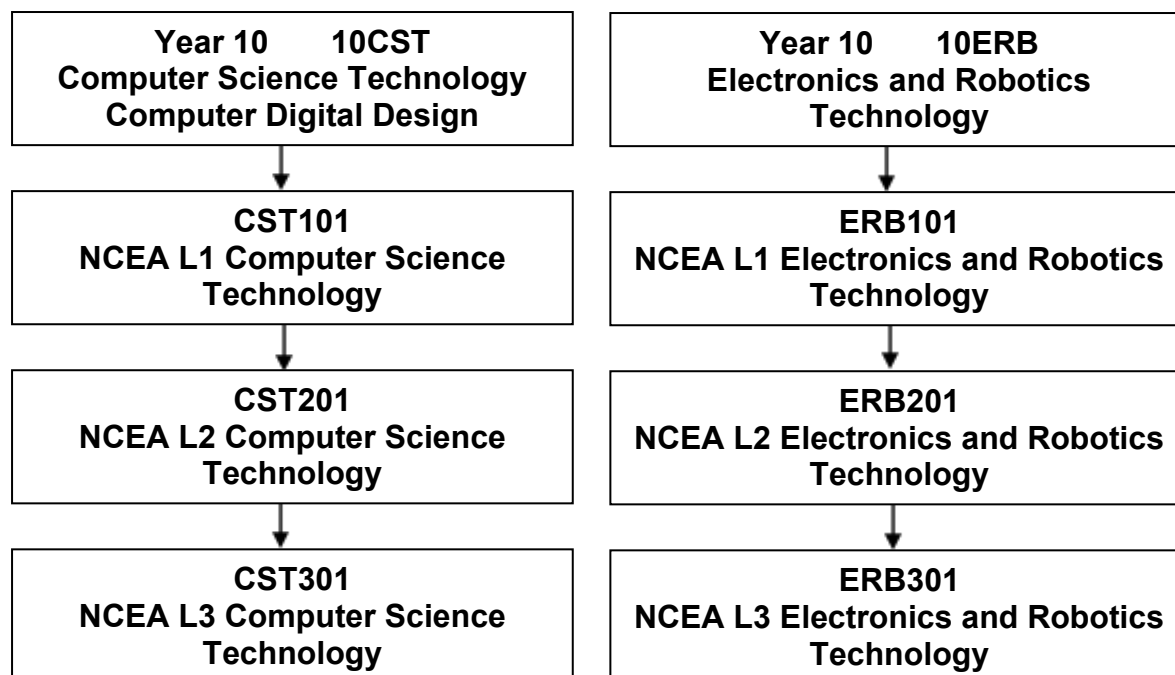 Year 10 10CST
Computer Science Technology
Computer Digital Design
Year 10 10ERB
Electronics and Robotics
Technology
CST101
NCEA L1 Computer Science
Technology
ERB101
NCEA L1 Electronics and Robotics
Technology
CST201
NCEA L2 Computer Science
Technology
ERB201
NCEA L2 Electronics and Robotics
Technology
CST301
NCEA L3 Computer Science
Technology
ERB301
NCEA L3 Electronics and Robotics
Technology